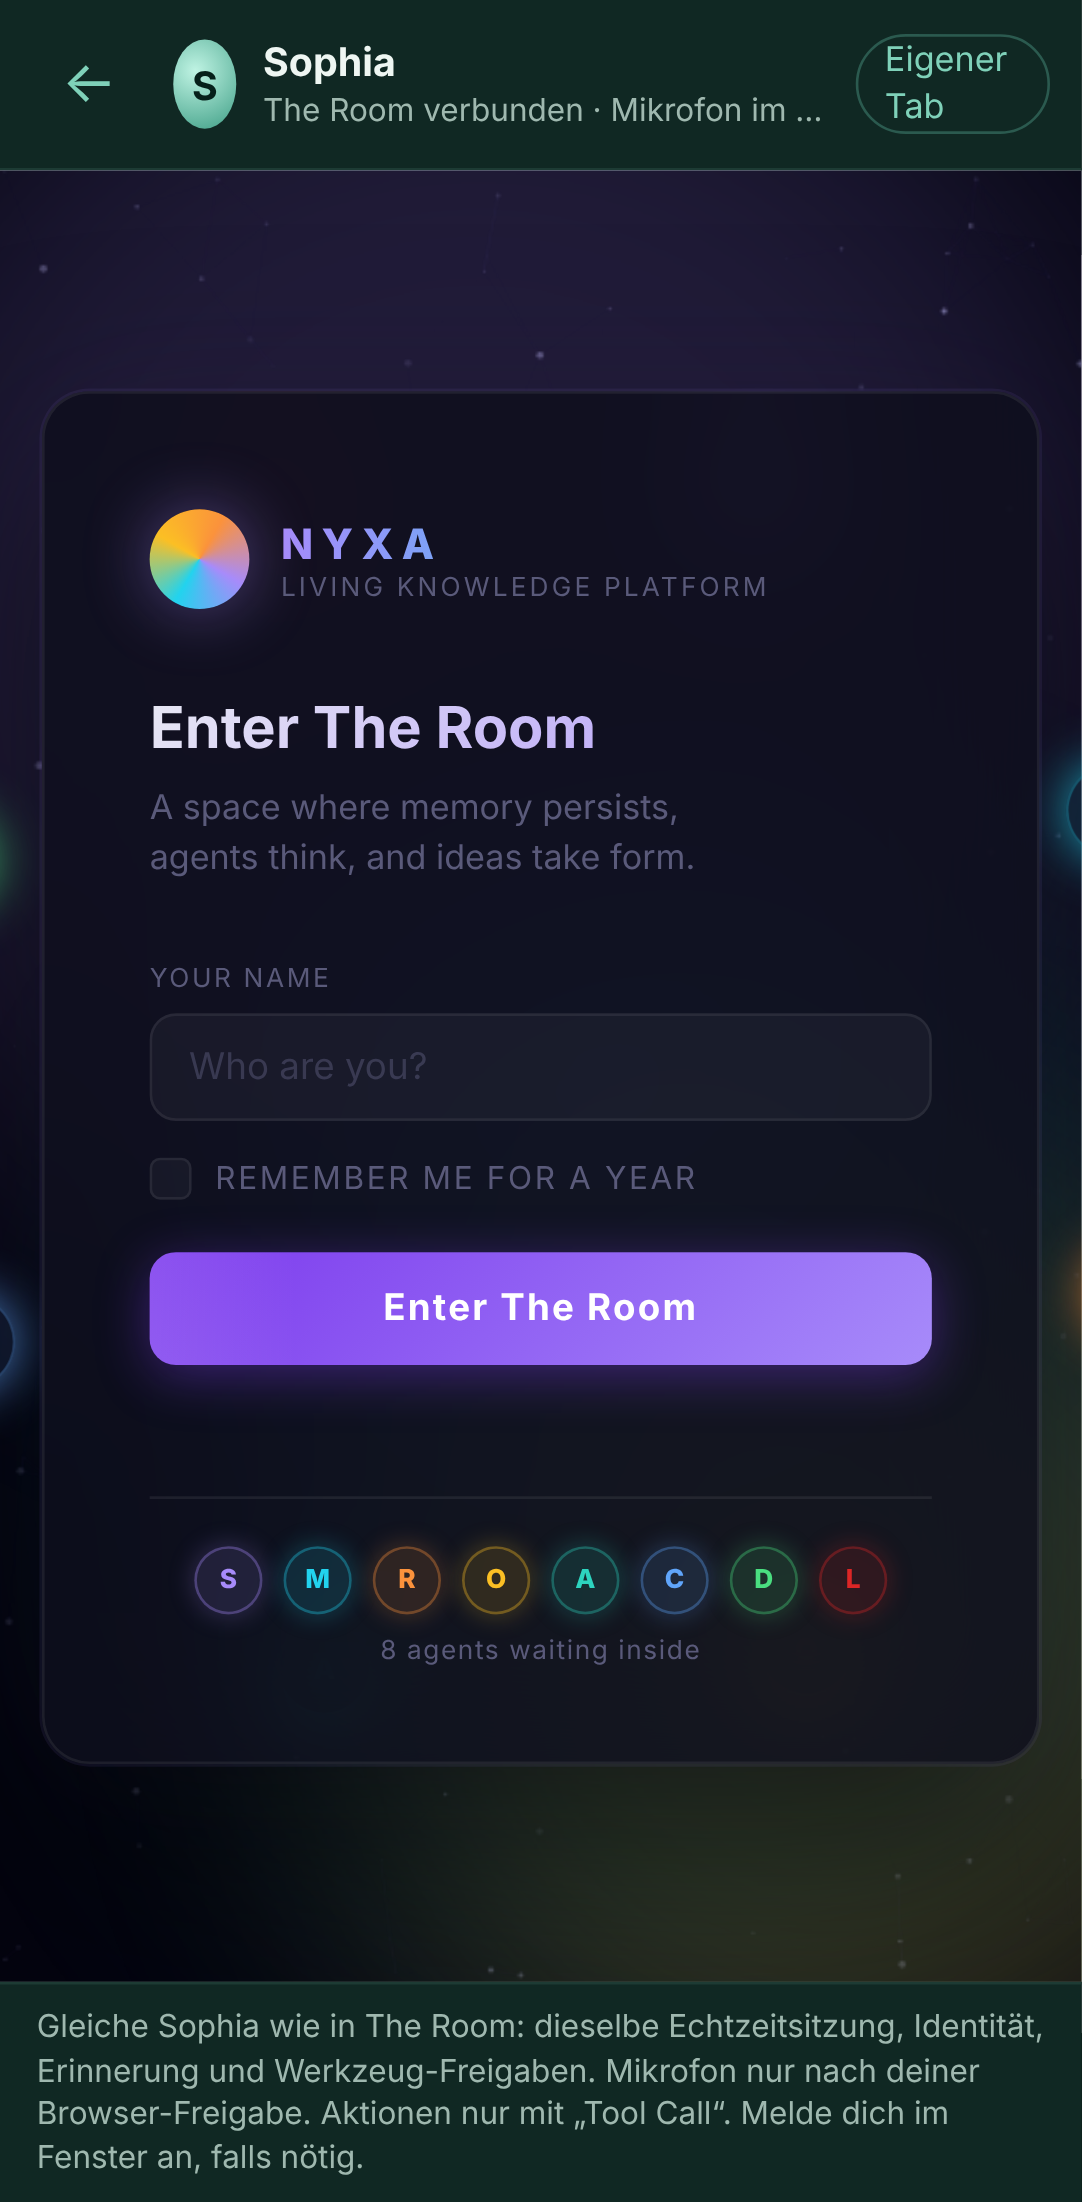 S
Sophia
The Room verbunden · Mikrofon im ...
Eigener
Tab
NYXA
LIVING KNOWLEDGE PLATFORM
Enter The Room
A space where memory persists,
agents think, and ideas take form.
YOUR NAME
Who are you?
REMEMBER ME FOR A YEAR
Enter The Room
S M R O A C D L
8 agents waiting inside
Gleiche Sophia wie in The Room: dieselbe Echtzeitsitzung, Identität,
Erinnerung und Werkzeug-Freigaben. Mikrofon nur nach deiner
Browser-Freigabe. Aktionen nur mit „Tool Call“. Melde dich im
Fenster an, falls nötig.